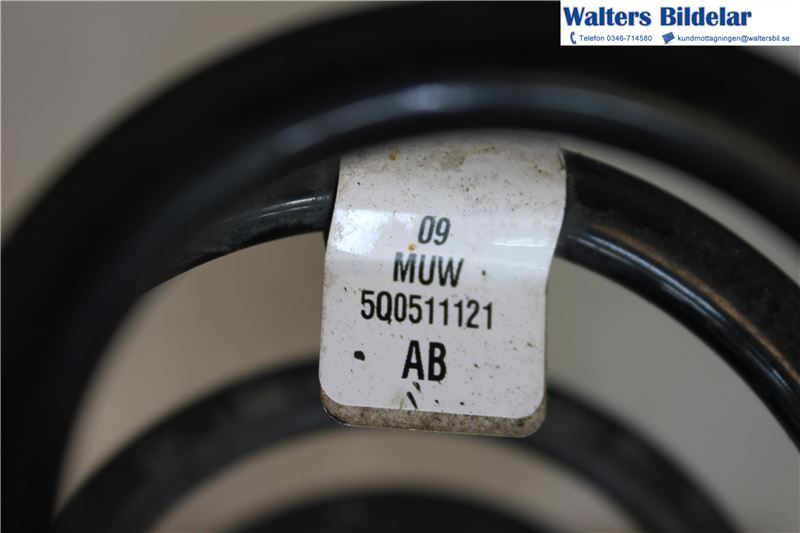 Walters Bildelar
Telefon 0346-714580 kundmottagningen@waltersbil.se
09
MUW
5Q0511121
AB